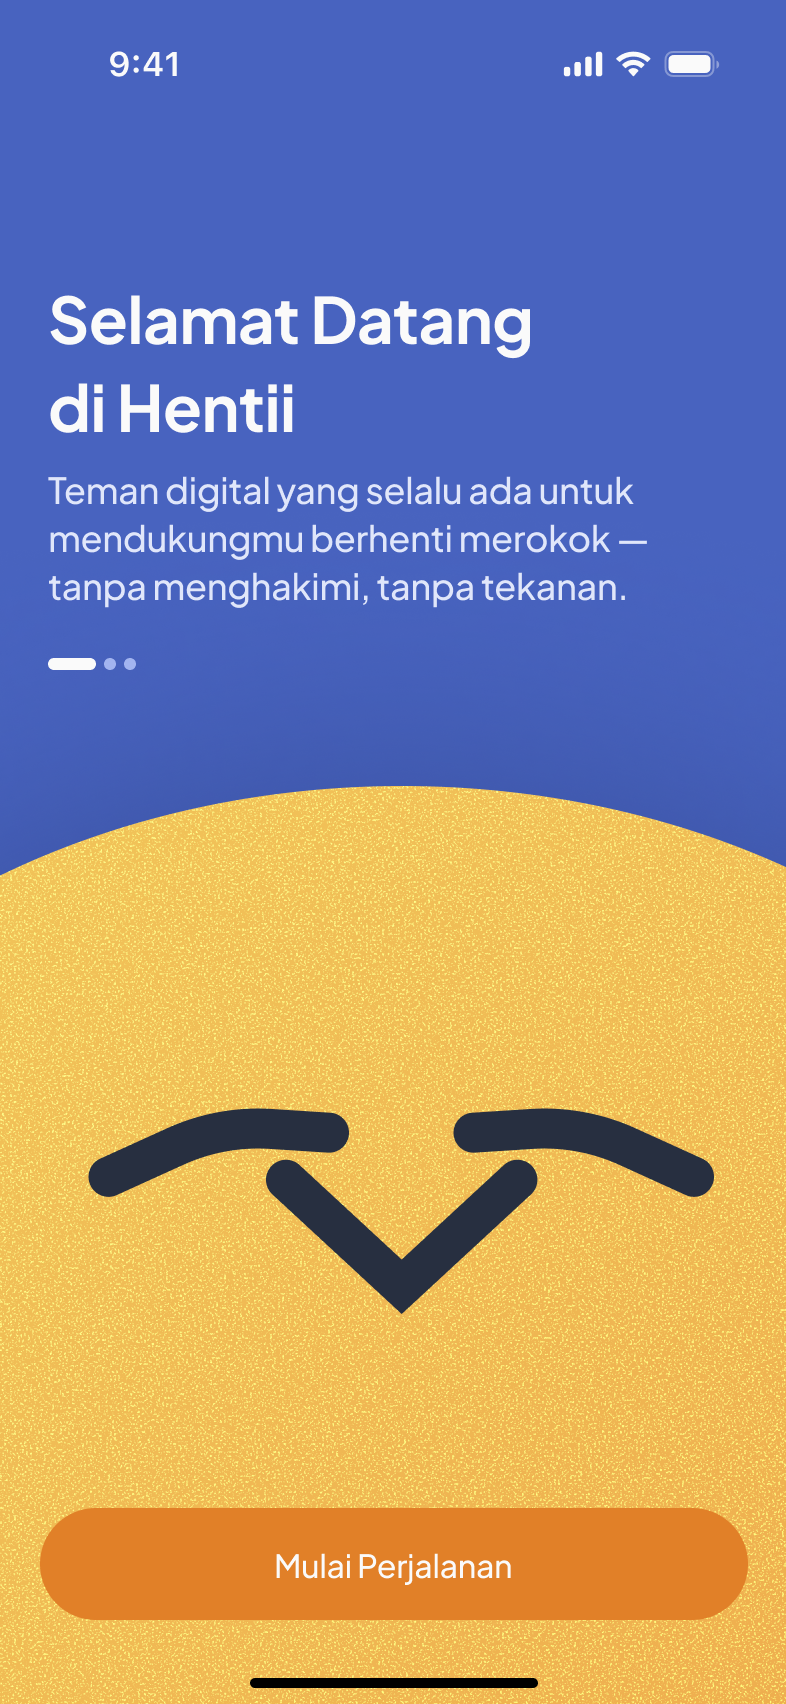 9:41
Selamat Datang
di Hentii
Teman digital yang selalu ada untuk
mendukungmu berhenti merokok —
tanpa menghakimi, tanpa tekanan.
Mulai Perjalanan